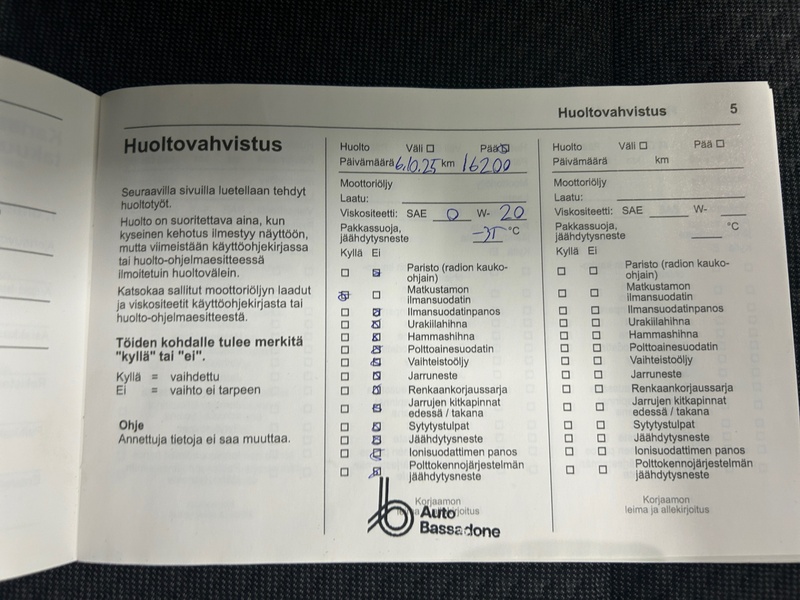 Huoltovahvistus 5
Huoltovahvistus
Seuraavilla sivuilla luetellaan tehdyt
huoltotyöt.
Huolto on suoritettava aina, kun
kyseinen kehotus ilmestyy näyttöön,
mutta viimeistään käyttöohjekirjassa
tai huolto-ohjelmaesitteessä
ilmoitetuin huoltovälein.
Katsokaa sallitut moottoriöljyn laadut
ja viskositeetit käyttöohjekirjasta tai
huolto-ohjelmaesitteestä.
Töiden kohdalle tulee merkitä
"kyllä" tai "ei".
Kyllä = vaihdettu
Ei = vaihto ei tarpeen
Ohje
Annettuja tietoja ei saa muuttaa.
Huolto Väli Pää
Päivämäärä 6.10.25 km 16200
Moottoriöljy
Laatu:
Viskositeetti: SAE 0 W- 20
Pakkassuoja,
jäähdytysneste °C
Kyllä Ei
Paristo (radion kauko-
ohjain)
Matkustamon
ilmansuodatin
Ilmansuodatinpanos
Urakiilahihna
Hammashihna
Polttoainesuodatin
Vaihteistoöljy
Jarruneste
Renkaankorjaussarja
Jarrujen kitkapinnat
edessä / takana
Sytytystulpat
Jäähdytysneste
Ionisuodattimen panos
Polttokennojärjestelmän
jäähdytysneste
Korjaamon
leima ja allekirjoitus
Auto
Bassadone
Huolto Väli Pää
Päivämäärä km
Moottoriöljy
Laatu:
Viskositeetti: SAE W-
Pakkassuoja,
jäähdytysneste °C
Kyllä Ei
Paristo (radion kauko-
ohjain)
Matkustamon
ilmansuodatin
Ilmansuodatinpanos
Urakiilahihna
Hammashihna
Polttoainesuodatin
Vaihteistoöljy
Jarruneste
Renkaankorjaussarja
Jarrujen kitkapinnat
edessä / takana
Sytytystulpat
Jäähdytysneste
Ionisuodattimen panos
Polttokennojärjestelmän
jäähdytysneste
Korjaamon
leima ja allekirjoitus